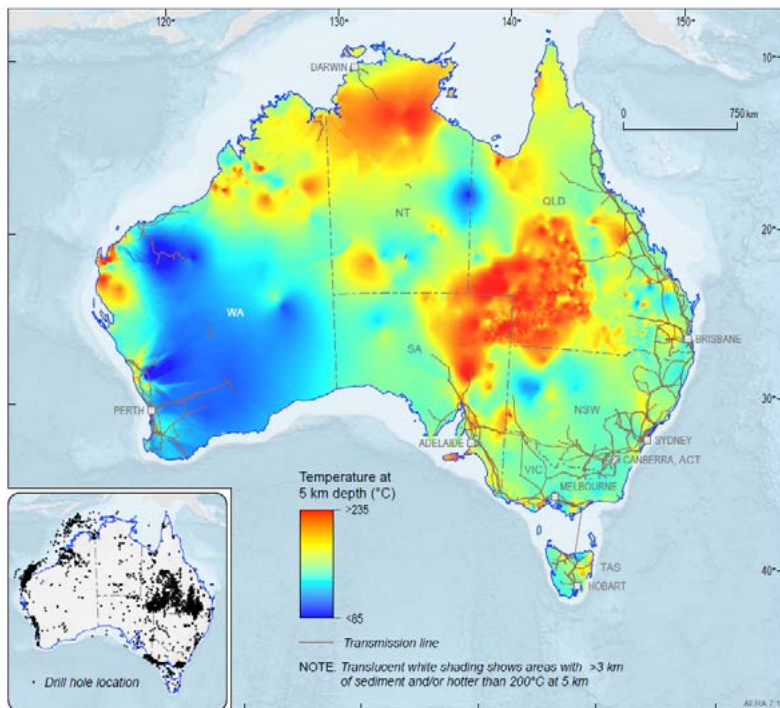 120° 130° 140° 150°
DARWIN
10° 10°
0 750 km
QLD
NT
20° 20°
WA
SA
BRISBANE
NSW
30° 30°
PERTH
ADELAIDE
SYDNEY
CANBERRA, ACT
VIC
MELBOURNE
Temperature at
5 km depth (°C)
>235
<85
TAS
40°
HOBART
Transmission line
NOTE. Translucent white shading shows areas with >3 km
of sediment and/or hotter than 200°C at 5 km
Drill hole location